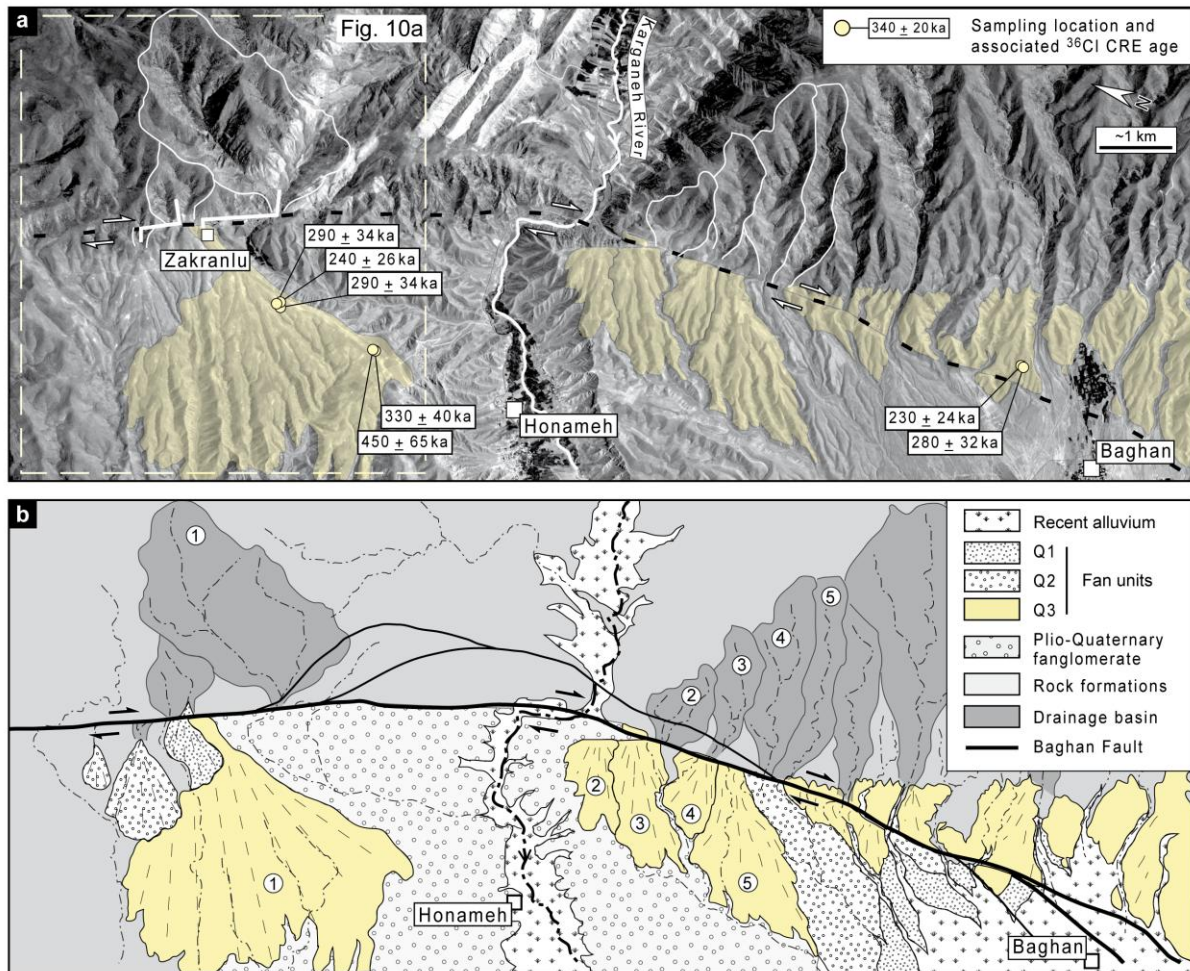 a
Fig. 10a
Karganeh River
340 ± 20 ka
Sampling location and
associated ³⁶Cl CRE age
N
~1 km
290 ± 34 ka
240 ± 26 ka
290 ± 34 ka
Zakranlu
330 ± 40 ka
450 ± 65 ka
Honameh
230 ± 24 ka
280 ± 32 ka
Baghan
b
1
5
4
3
2
Recent alluvium
Q1
Q2
Fan units
Q3
Plio-Quaternary
fanglomerate
Rock formations
Drainage basin
Baghan Fault
2
3
4
5
1
Honameh
Baghan